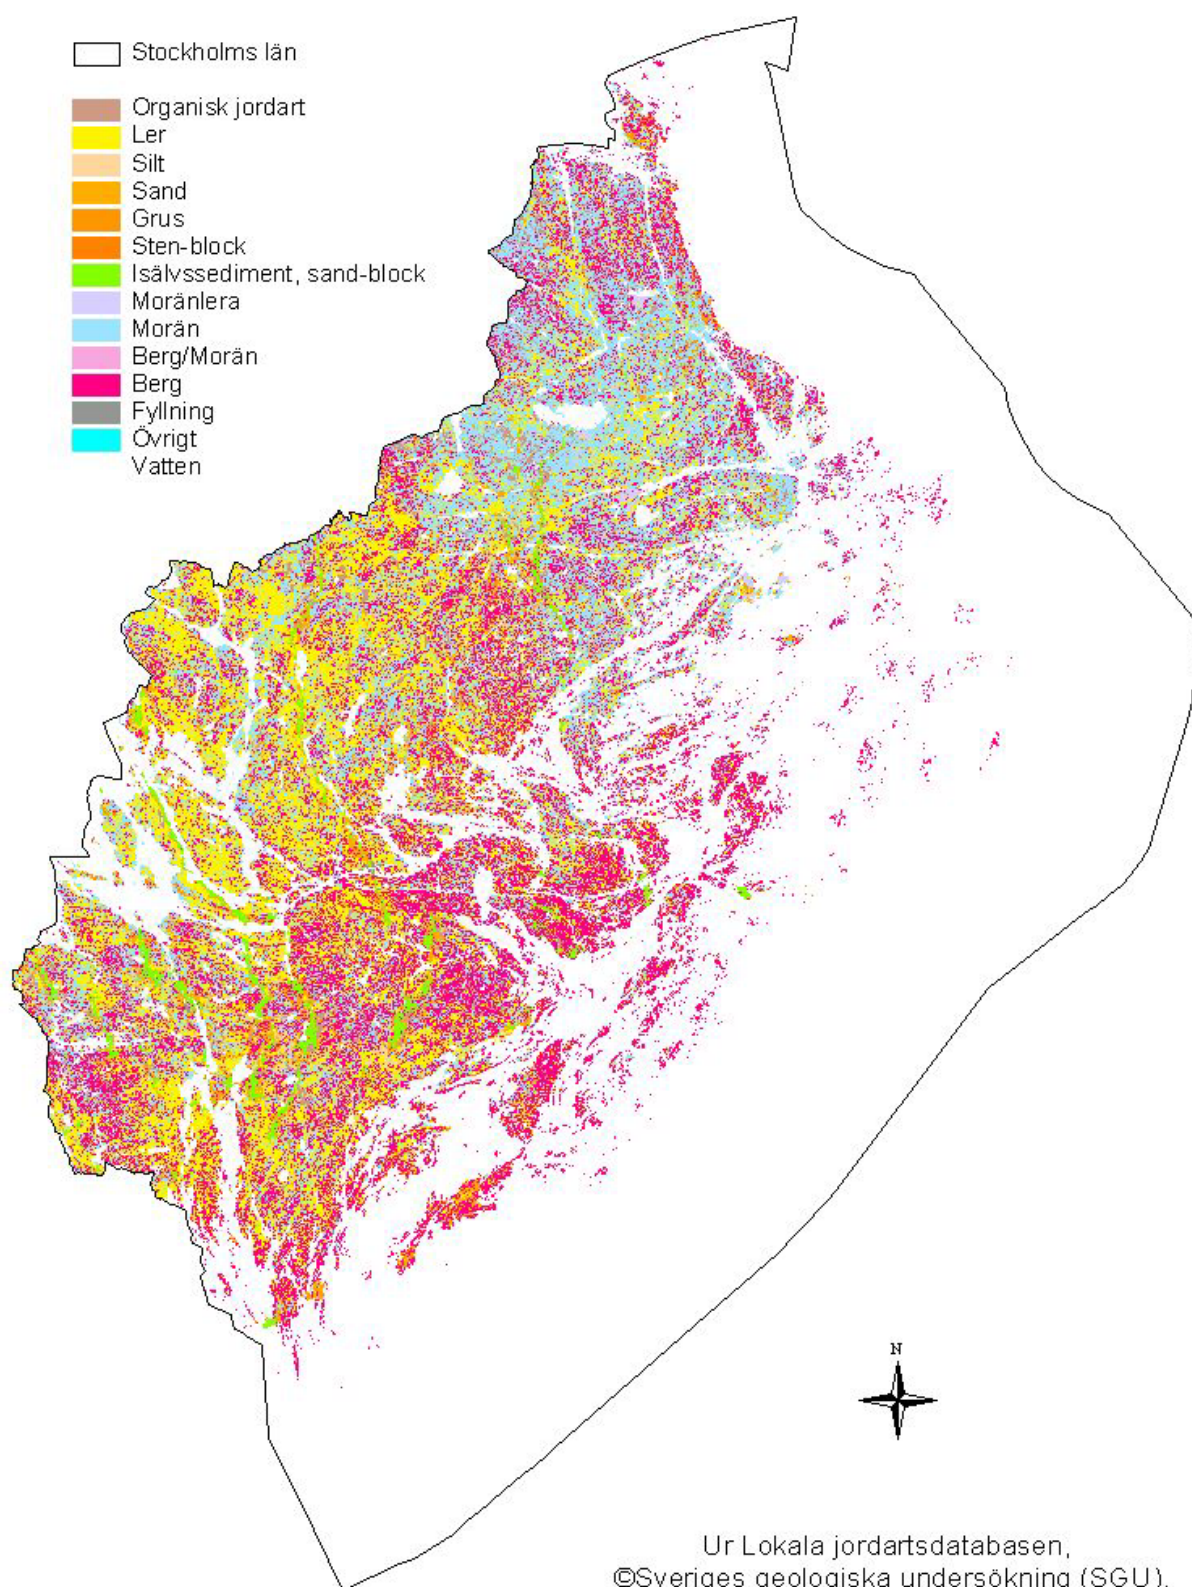 Stockholms län
Organisk jordart
Ler
Silt
Sand
Grus
Sten-block
Isälvssediment, sand-block
Moränlera
Morän
Berg/Morän
Berg
Fyllning
Övrigt
Vatten
N
Ur Lokala jordartsdatabasen,
©Sveriges geologiska undersökning (SGU).